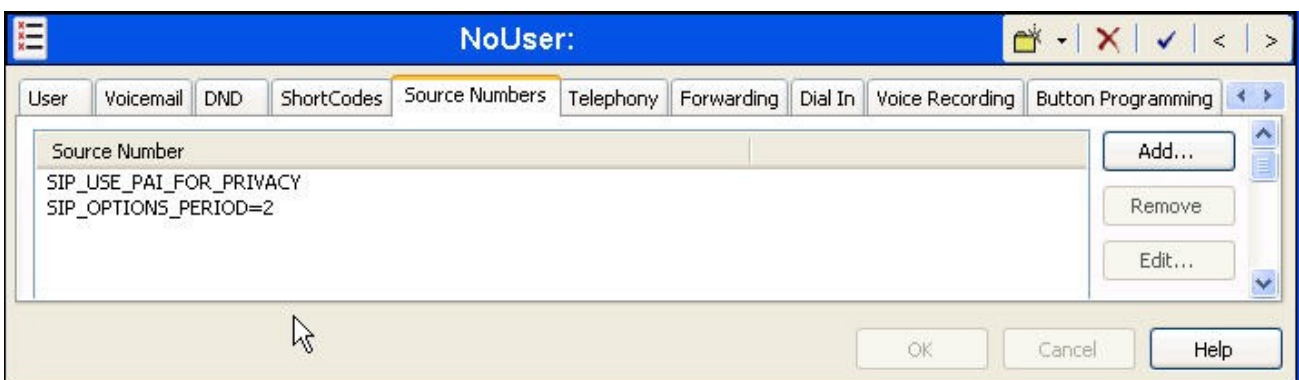 NoUser:
User Voicemail DND ShortCodes Source Numbers Telephony Forwarding Dial In Voice Recording Button Programming
Source Number
Add...
SIP_USE_PAI_FOR_PRIVACY
SIP_OPTIONS_PERIOD=2
Remove
Edit...
OK Cancel Help